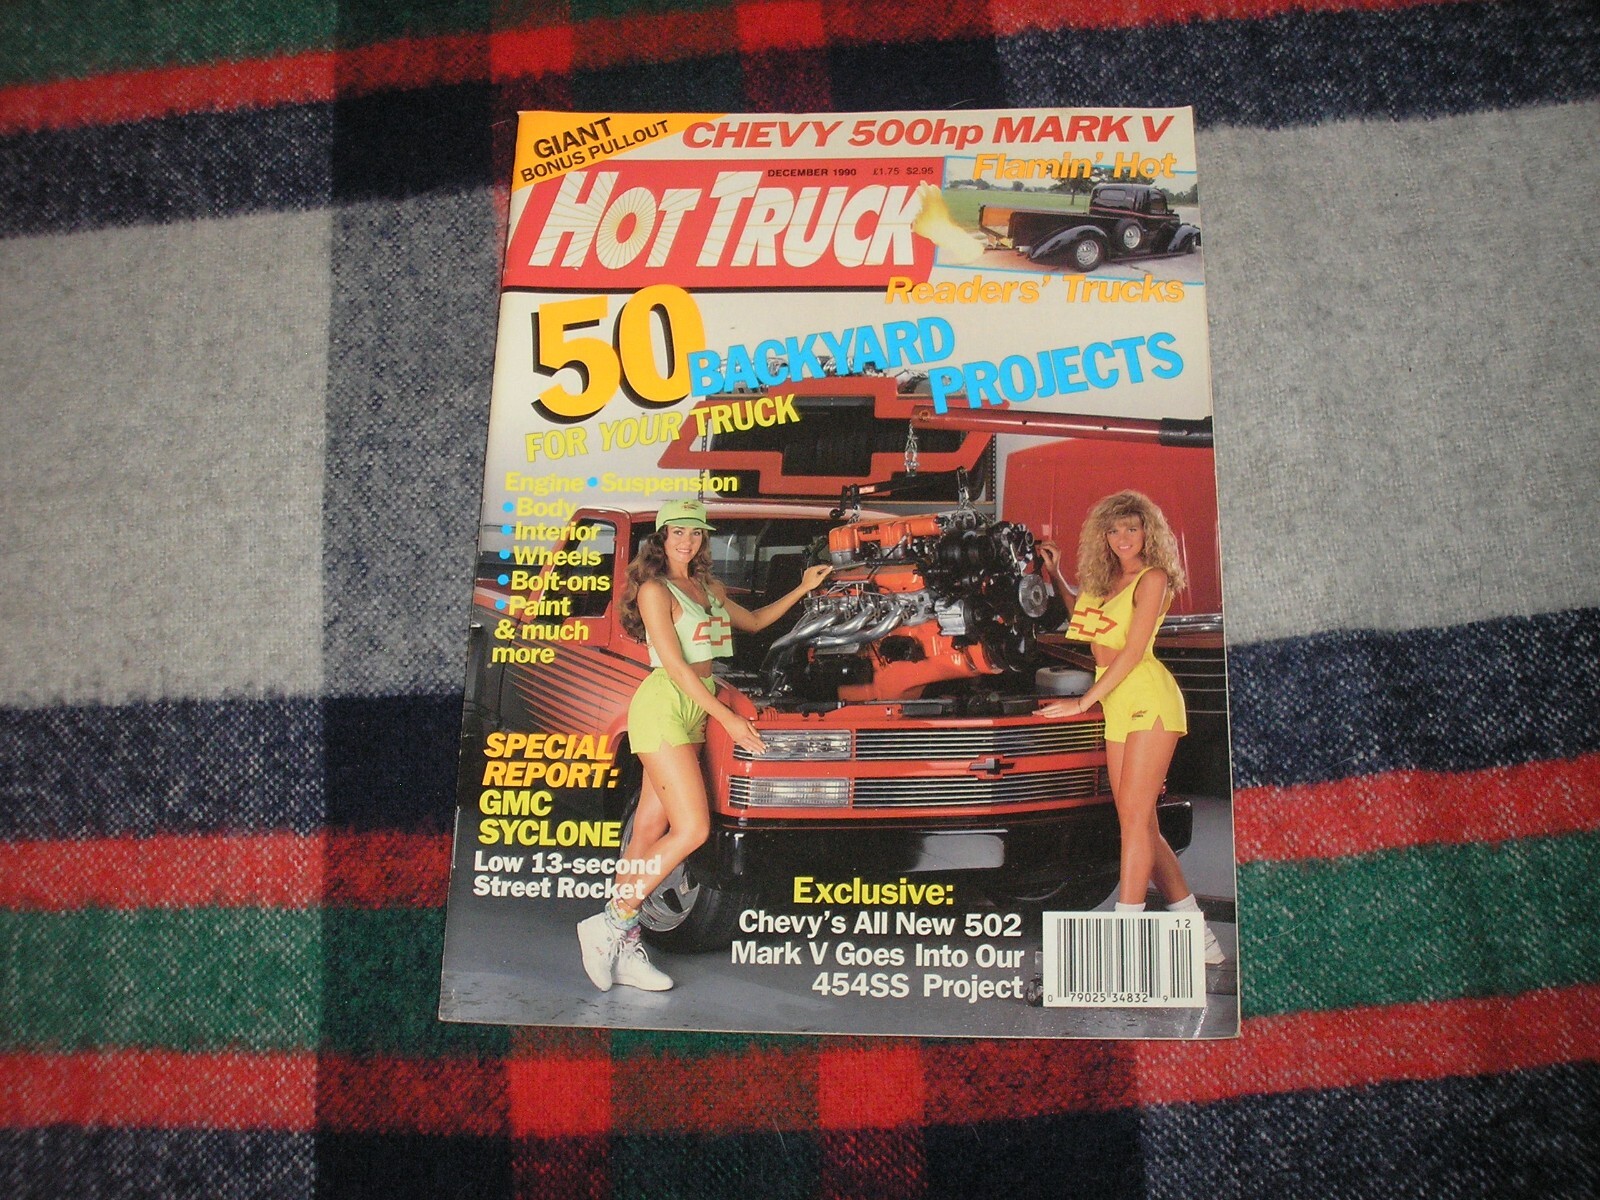 GIANT
BONUS PULLOUT
CHEVY 500hp MARK V
DECEMBER 1990 £1.75 $2.95
HOT TRUCK
Flamin' Hot
Readers' Trucks
50 BACKYARD PROJECTS
FOR YOUR TRUCK
Engine • Suspension
• Body
• Interior
• Wheels
• Bolt-ons
• Paint
& much
more
SPECIAL
REPORT:
GMC
SYCLONE
Low 13-second
Street Rocket
Exclusive:
Chevy's All New 502
Mark V Goes Into Our
454SS Project
12
0 79025 34832 9